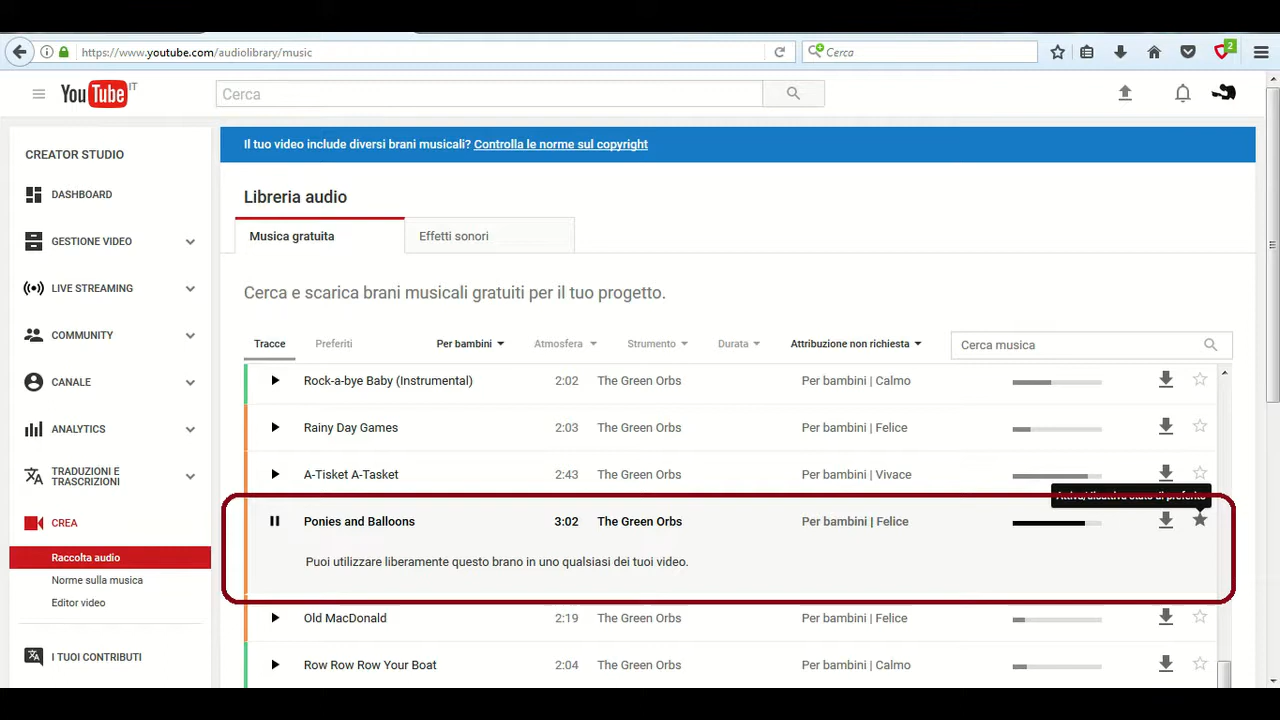 https://www.youtube.com/audiolibrary/music
Cerca
2
YouTube IT
Cerca
CREATOR STUDIO
DASHBOARD
GESTIONE VIDEO
LIVE STREAMING
COMMUNITY
CANALE
ANALYTICS
TRADUZIONI E
TRASCRIZIONI
CREA
Raccolta audio
Norme sulla musica
Editor video
I TUOI CONTRIBUTI
Il tuo video include diversi brani musicali? Controlla le norme sul copyright
Libreria audio
Musica gratuita Effetti sonori
Cerca e scarica brani musicali gratuiti per il tuo progetto.
Tracce Preferiti Per bambini Atmosfera Strumento Durata Attribuzione non richiesta Cerca musica
Rock-a-bye Baby (Instrumental) 2:02 The Green Orbs Per bambini | Calmo
Rainy Day Games 2:03 The Green Orbs Per bambini | Felice
A-Tisket A-Tasket 2:43 The Green Orbs Per bambini | Vivace
Ponies and Balloons 3:02 The Green Orbs Per bambini | Felice
Puoi utilizzare liberamente questo brano in uno qualsiasi dei tuoi video.
Old MacDonald 2:19 The Green Orbs Per bambini | Felice
Row Row Row Your Boat 2:04 The Green Orbs Per bambini | Calmo